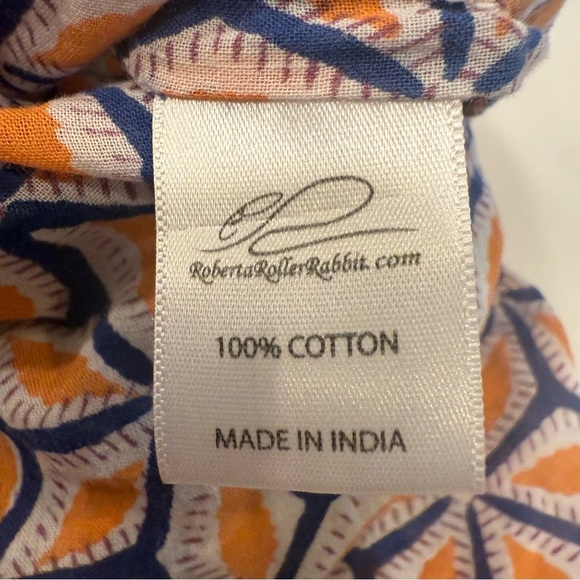 RobertaRollerRabbit.com
100% COTTON
MADE IN INDIA